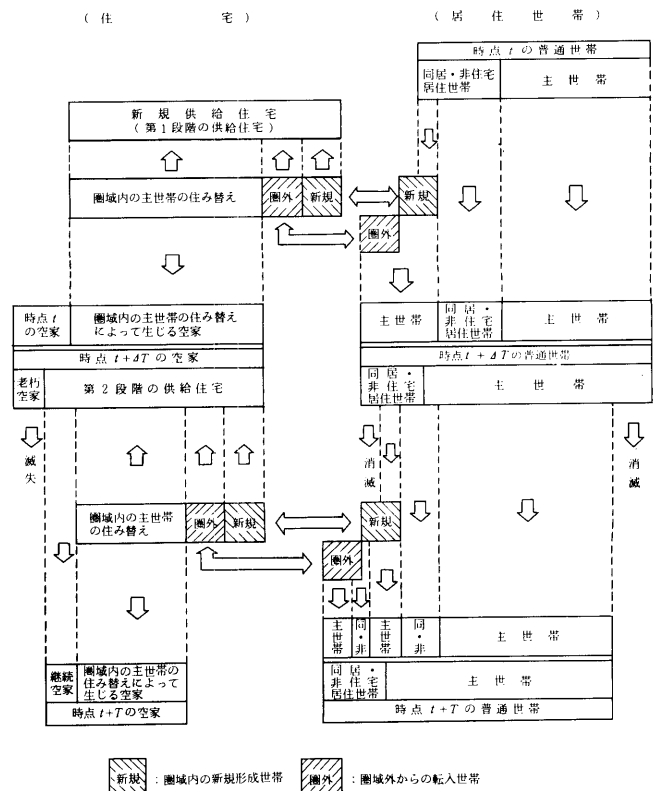 (住宅)
(居住世帯)
時点 t の普通世帯
同居・非住宅
居住世帯
主世帯
新規供給住宅
(第1段階の供給住宅)
圏域内の主世帯の住み替え
圏外
新規
新規
圏外
時点 t
の空家
圏域内の主世帯の住み替え
によって生じる空家
主世帯
同居・
非住宅
居住世帯
主世帯
時点 t+ΔT の空家
時点 t+ΔT の普通世帯
老朽
空家
第2段階の供給住宅
同居・
非住宅
居住世帯
主世帯
滅失
消滅
消滅
圏域内の主世帯
の住み替え
圏外
新規
新規
圏外
主世帯
同・非
主世帯
同・非
主世帯
継続
空家
圏域内の主世帯の
住み替えによって
生じる空家
同居・
非住宅
居住世帯
主世帯
時点 t+T の空家
時点 t+T の普通世帯
新規 : 圏域内の新規形成世帯
圏外 : 圏域外からの転入世帯